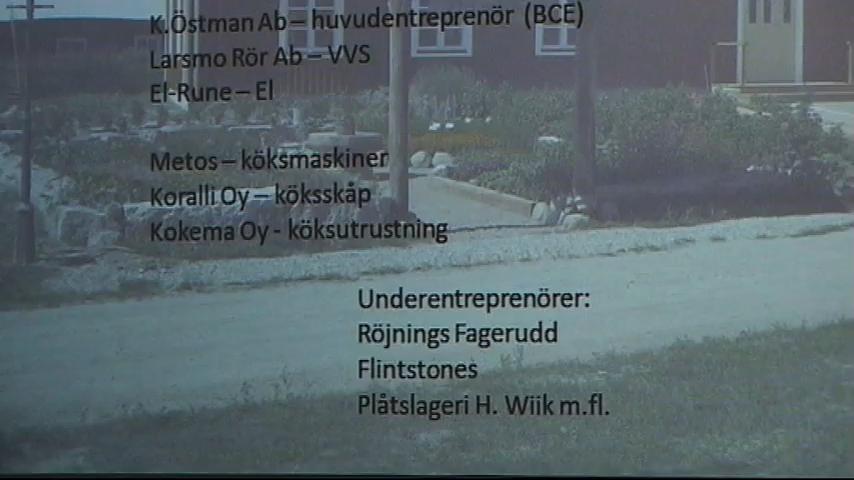 K.Östman Ab – huvudentreprenör (BCE)
Larsmo Rör Ab – VVS
El-Rune – El
Metos – köksmaskiner
Koralli Oy – köksskåp
Kokema Oy - köksutrustning
Underentreprenörer:
Röjnings Fagerudd
Flintstones
Plåtslageri H. Wiik m.fl.